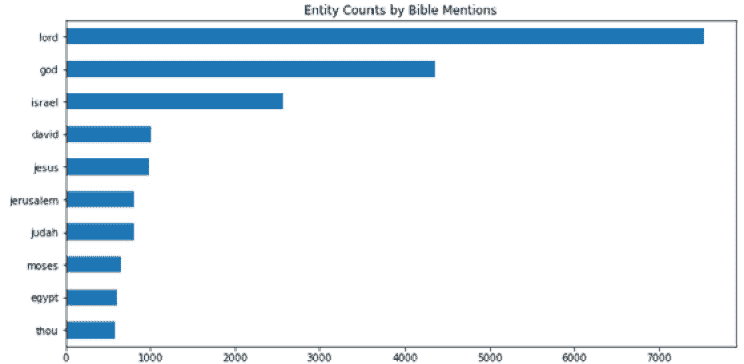 Entity Counts by Bible Mentions
lord
god
israel
david
jesus
jerusalem
judah
moses
egypt
thou
0 1000 2000 3000 4000 5000 6000 7000